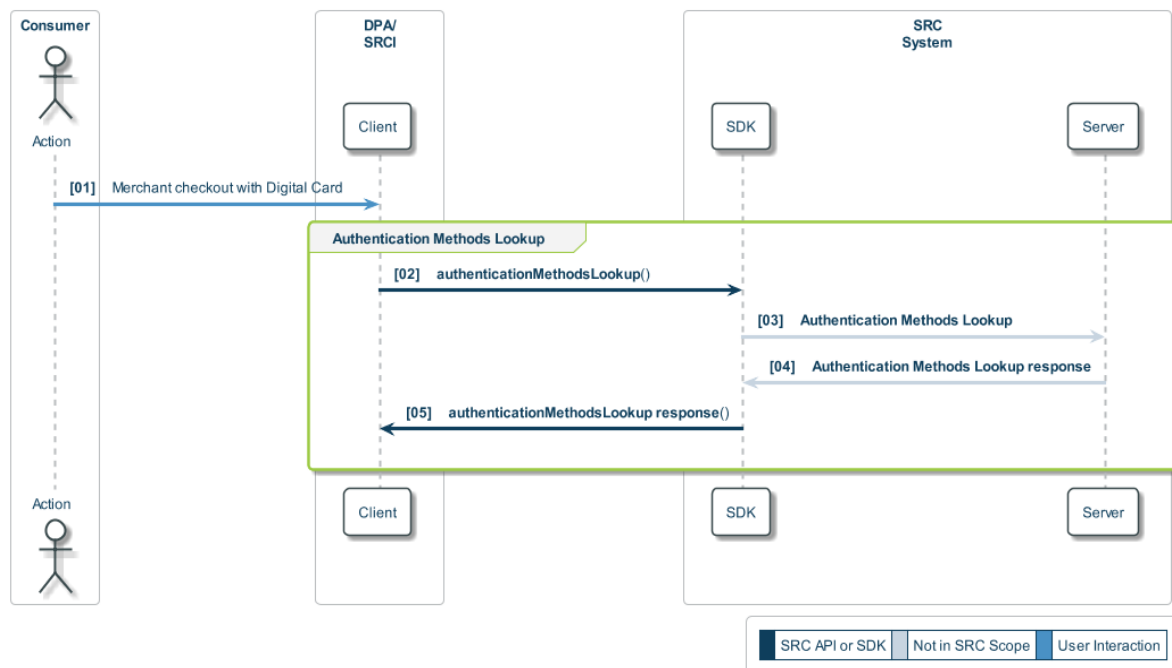 Consumer
DPA/
SRCI
SRC
System
Action
Client
SDK
Server
[01] Merchant checkout with Digital Card
Authentication Methods Lookup
[02] authenticationMethodsLookup()
[03] Authentication Methods Lookup
[04] Authentication Methods Lookup response
[05] authenticationMethodsLookup response()
Action
Client
SDK
Server
SRC API or SDK
Not in SRC Scope
User Interaction